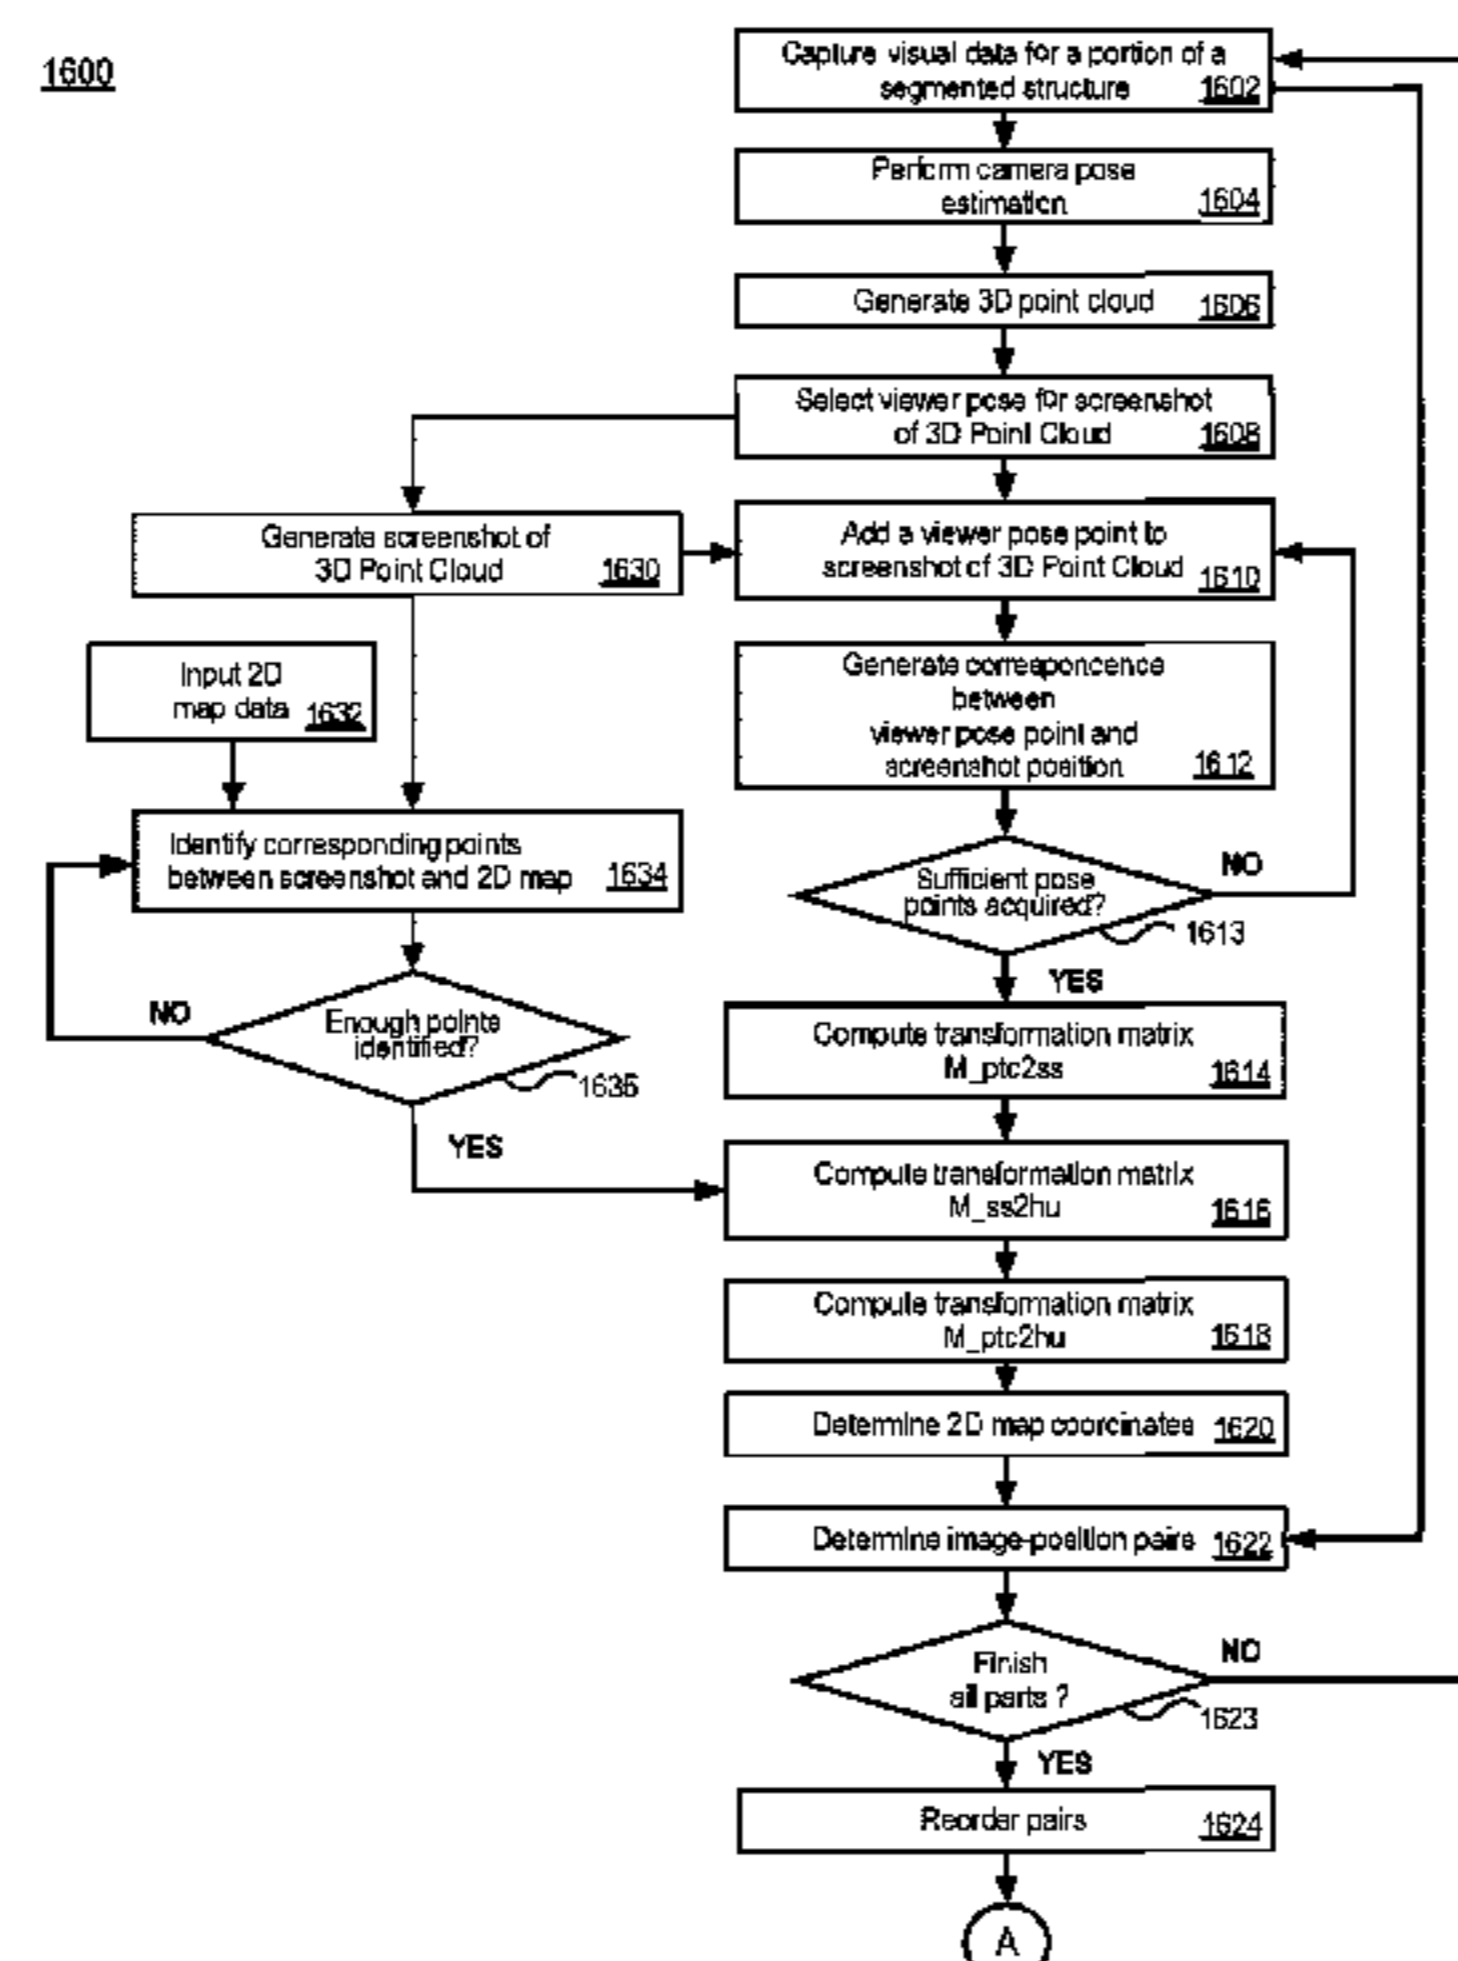 1600
Capture visual data for a portion of a
segmented structure 1602
Perform camera pose
estimation 1604
Generate 3D point cloud 1606
Select viewer pose for screenshot
of 3D Point Cloud 1608
Generate screenshot of
3D Point Cloud 1630
Add a viewer pose point to
screenshot of 3D Point Cloud 1610
Input 2D
map data 1632
Generate correspondence
between
viewer pose point and
screenshot position 1612
Identify corresponding points
between screenshot and 2D map 1634
Sufficient pose
points acquired?
NO
1613
YES
Enough points
identified?
NO
1635
YES
Compute transformation matrix
M_ptc2ss 1614
Compute transformation matrix
M_ss2hu 1616
Compute transformation matrix
M_ptc2hu 1618
Determine 2D map coordinates 1620
Determine image-position pairs 1622
Finish
all parts ?
NO
1623
YES
Reorder pairs 1624
A